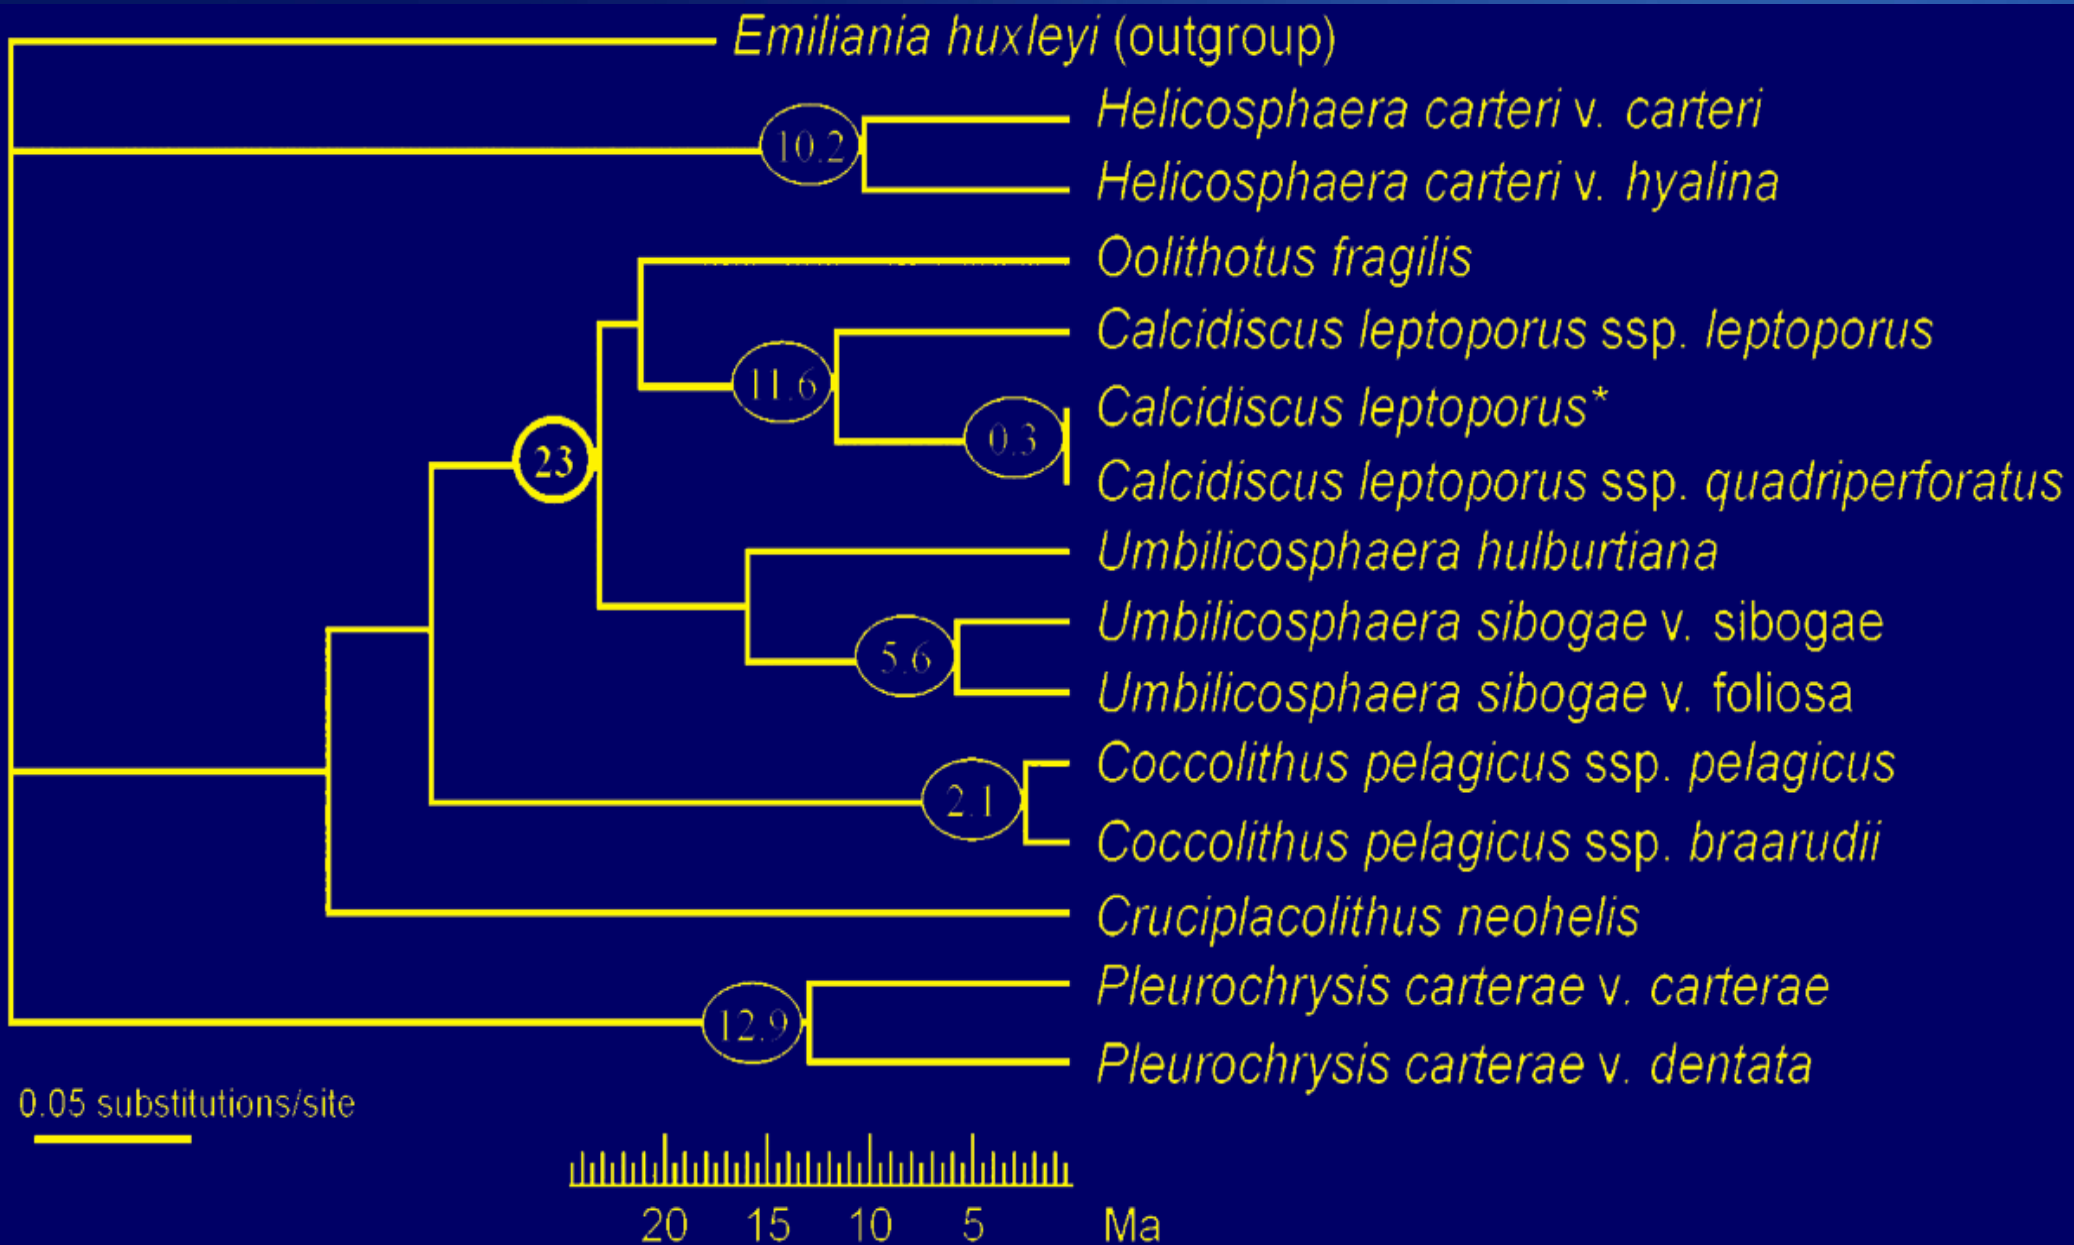 Emiliania huxleyi (outgroup)
Helicosphaera carteri v. carteri
10.2
Helicosphaera carteri v. hyalina
Oolithotus fragilis
Calcidiscus leptoporus ssp. leptoporus
11.6
Calcidiscus leptoporus*
0.3
23
Calcidiscus leptoporus ssp. quadriperforatus
Umbilicosphaera hulburtiana
Umbilicosphaera sibogae v. sibogae
5.6
Umbilicosphaera sibogae v. foliosa
Coccolithus pelagicus ssp. pelagicus
2.1
Coccolithus pelagicus ssp. braarudii
Cruciplacolithus neohelis
Pleurochrysis carterae v. carterae
12.9
Pleurochrysis carterae v. dentata
0.05 substitutions/site
20 15 10 5 Ma